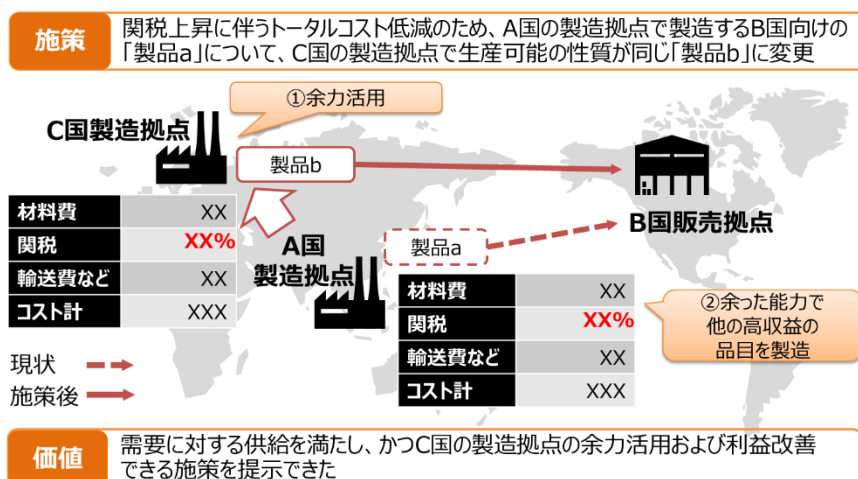 施策
関税上昇に伴うトータルコスト低減のため、A国の製造拠点で製造するB国向けの
「製品a」について、C国の製造拠点で生産可能の性質が同じ「製品b」に変更
①余力活用
C国製造拠点
製品b
材料費 XX
関税 XX%
輸送費など XX
コスト計 XXX
A国
製造拠点
製品a
B国販売拠点
材料費 XX
関税 XX%
輸送費など XX
コスト計 XXX
②余った能力で
他の高収益の
品目を製造
現状
施策後
価値
需要に対する供給を満たし、かつC国の製造拠点の余力活用および利益改善
できる施策を提示できた